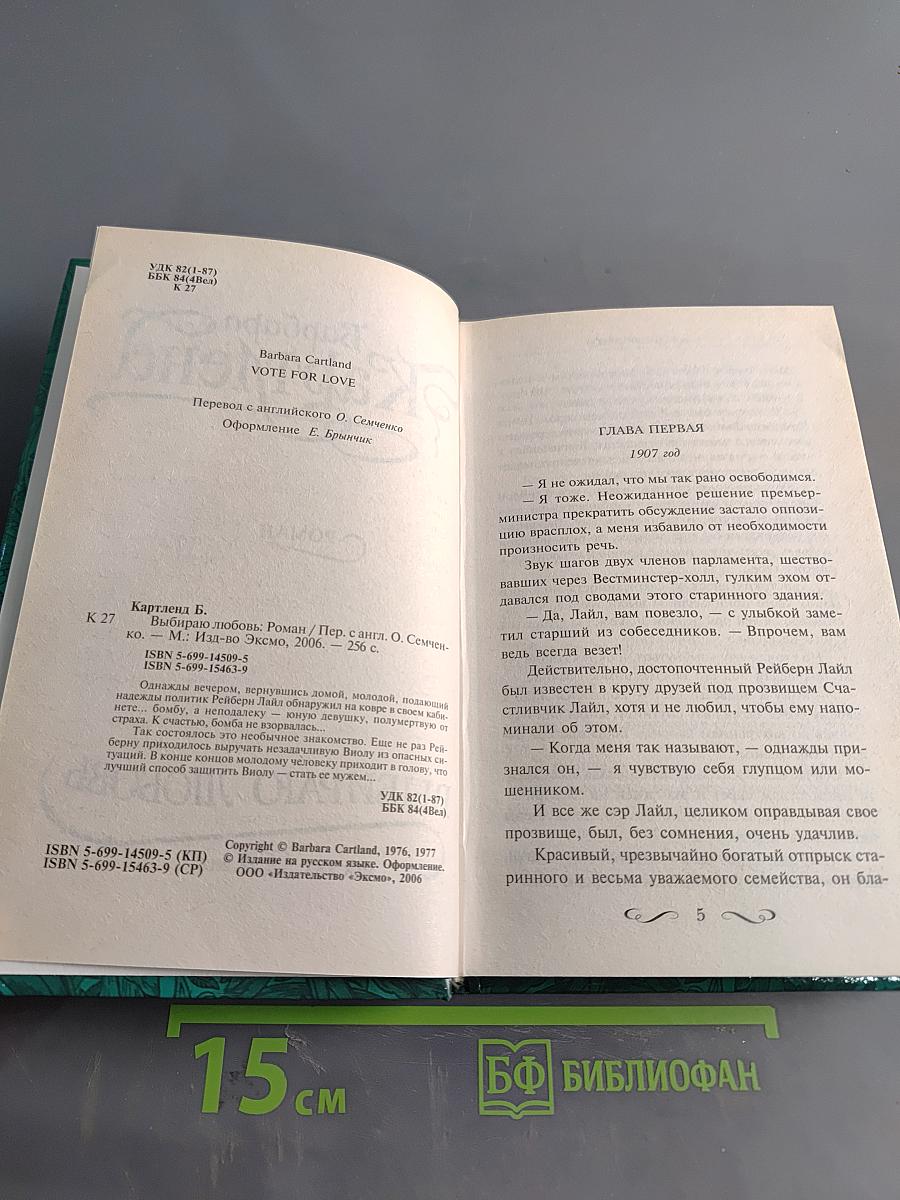 УДК 82(1-87)
ББК 84(4Вел)
К 27
Barbara Cartland
VOTE FOR LOVE
Перевод с английского О. Семченко
Оформление Е. Брынчик
Картленд Б.
К 27 Выбираю любовь: Роман / Пер. с англ. О. Семчен-
ко. — М.: Изд-во Эксмо, 2006. — 256 с.
ISBN 5-699-14509-5
ISBN 5-699-15463-9
Однажды вечером, вернувшись домой, молодой, подающий
надежды политик Рейберн Лайл обнаружил на ковре в своем каби-
нете... бомбу, а неподалеку — юную девушку, полумертвую от
страха. К счастью, бомба не взорвалась...
Так состоялось это необычное знакомство. Еще не раз Рей-
берну приходилось выручать незадачливую Виолу из опасных си-
туаций. В конце концов молодому человеку приходит в голову, что
лучший способ защитить Виолу — стать ее мужем...
УДК 82(1-87)
ББК 84(4Вел)
ISBN 5-699-14509-5 (КП)
ISBN 5-699-15463-9 (СР)
Copyright © Barbara Cartland, 1976, 1977
© Издание на русском языке. Оформление.
ООО «Издательство «Эксмо», 2006
ГЛАВА ПЕРВАЯ
1907 год
— Я не ожидал, что мы так рано освободимся.
— Я тоже. Неожиданное решение премьер-
министра прекратить обсуждение застало оппози-
цию врасплох, а меня избавило от необходимости
произносить речь.
Звук шагов двух членов парламента, шество-
вавших через Вестминстер-холл, гулким эхом от-
давался под сводами этого старинного здания.
— Да, Лайл, вам повезло, — с улыбкой заме-
тил старший из собеседников. — Впрочем, вам
ведь всегда везет!
Действительно, достопочтенный Рейберн Лайл
был известен в кругу друзей под прозвищем Сча-
стливчик Лайл, хотя и не любил, чтобы ему напо-
минали об этом.
— Когда меня так называют, — однажды при-
знался он, — я чувствую себя глупцом или мо-
шенником.
И все же сэр Лайл, целиком оправдывая свое
прозвище, был, без сомнения, очень удачлив.
Красивый, чрезвычайно богатый отпрыск ста-
ринного и весьма уважаемого семейства, он бла-
5
15 см
БФ БИБЛИОФАН